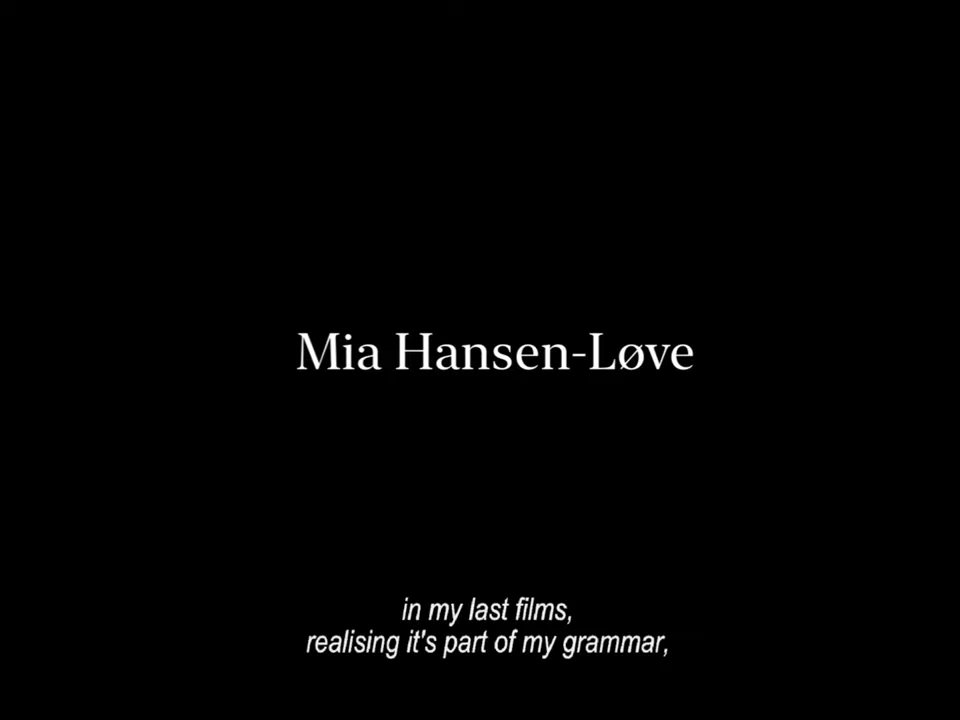 Mia Hansen-Løve
in my last films,
realising it's part of my grammar,